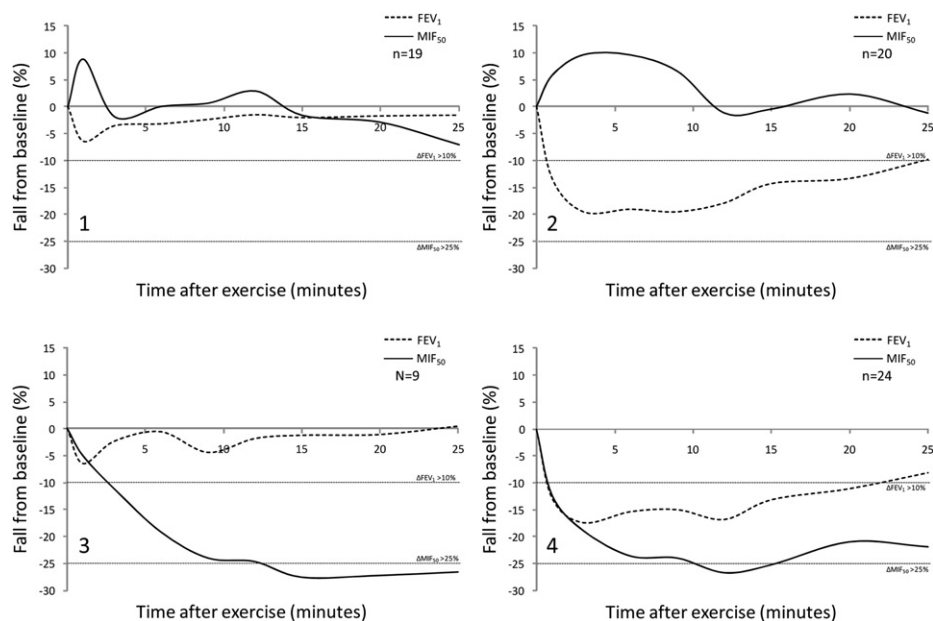 FEV₁
MIF₅₀
n=19
15
10
5
0
-5
-10
-15
-20
-25
-30
5
10
15
20
25
ΔFEV₁ >10%
ΔMIF₅₀ >25%
1
Fall from baseline (%)
Time after exercise (minutes)
FEV₁
MIF₅₀
n=20
15
10
5
0
-5
-10
-15
-20
-25
-30
5
10
15
20
25
ΔFEV₁ >10%
ΔMIF₅₀ >25%
2
Fall from baseline (%)
Time after exercise (minutes)
FEV₁
MIF₅₀
N=9
15
10
5
0
-5
-10
-15
-20
-25
-30
5
10
15
20
25
ΔFEV₁ >10%
ΔMIF₅₀ >25%
3
Fall from baseline (%)
Time after exercise (minutes)
FEV₁
MIF₅₀
n=24
15
10
5
0
-5
-10
-15
-20
-25
-30
5
10
15
20
25
ΔFEV₁ >10%
ΔMIF₅₀ >25%
4
Fall from baseline (%)
Time after exercise (minutes)